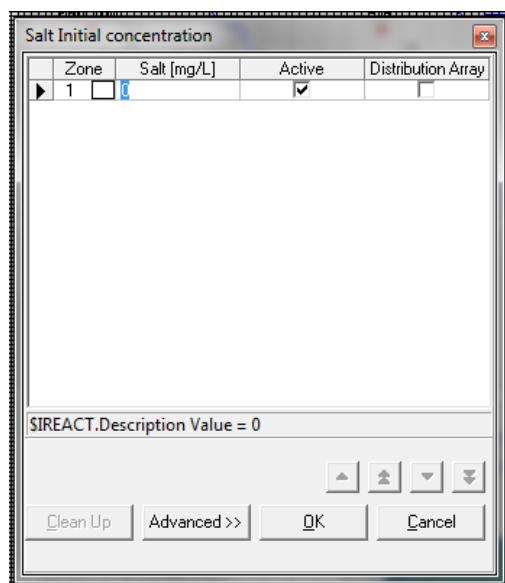 Salt Initial concentration
Zone Salt [mg/L] Active Distribution Array
1 0
$IREACT.Description Value = 0
Clean Up Advanced >> OK Cancel